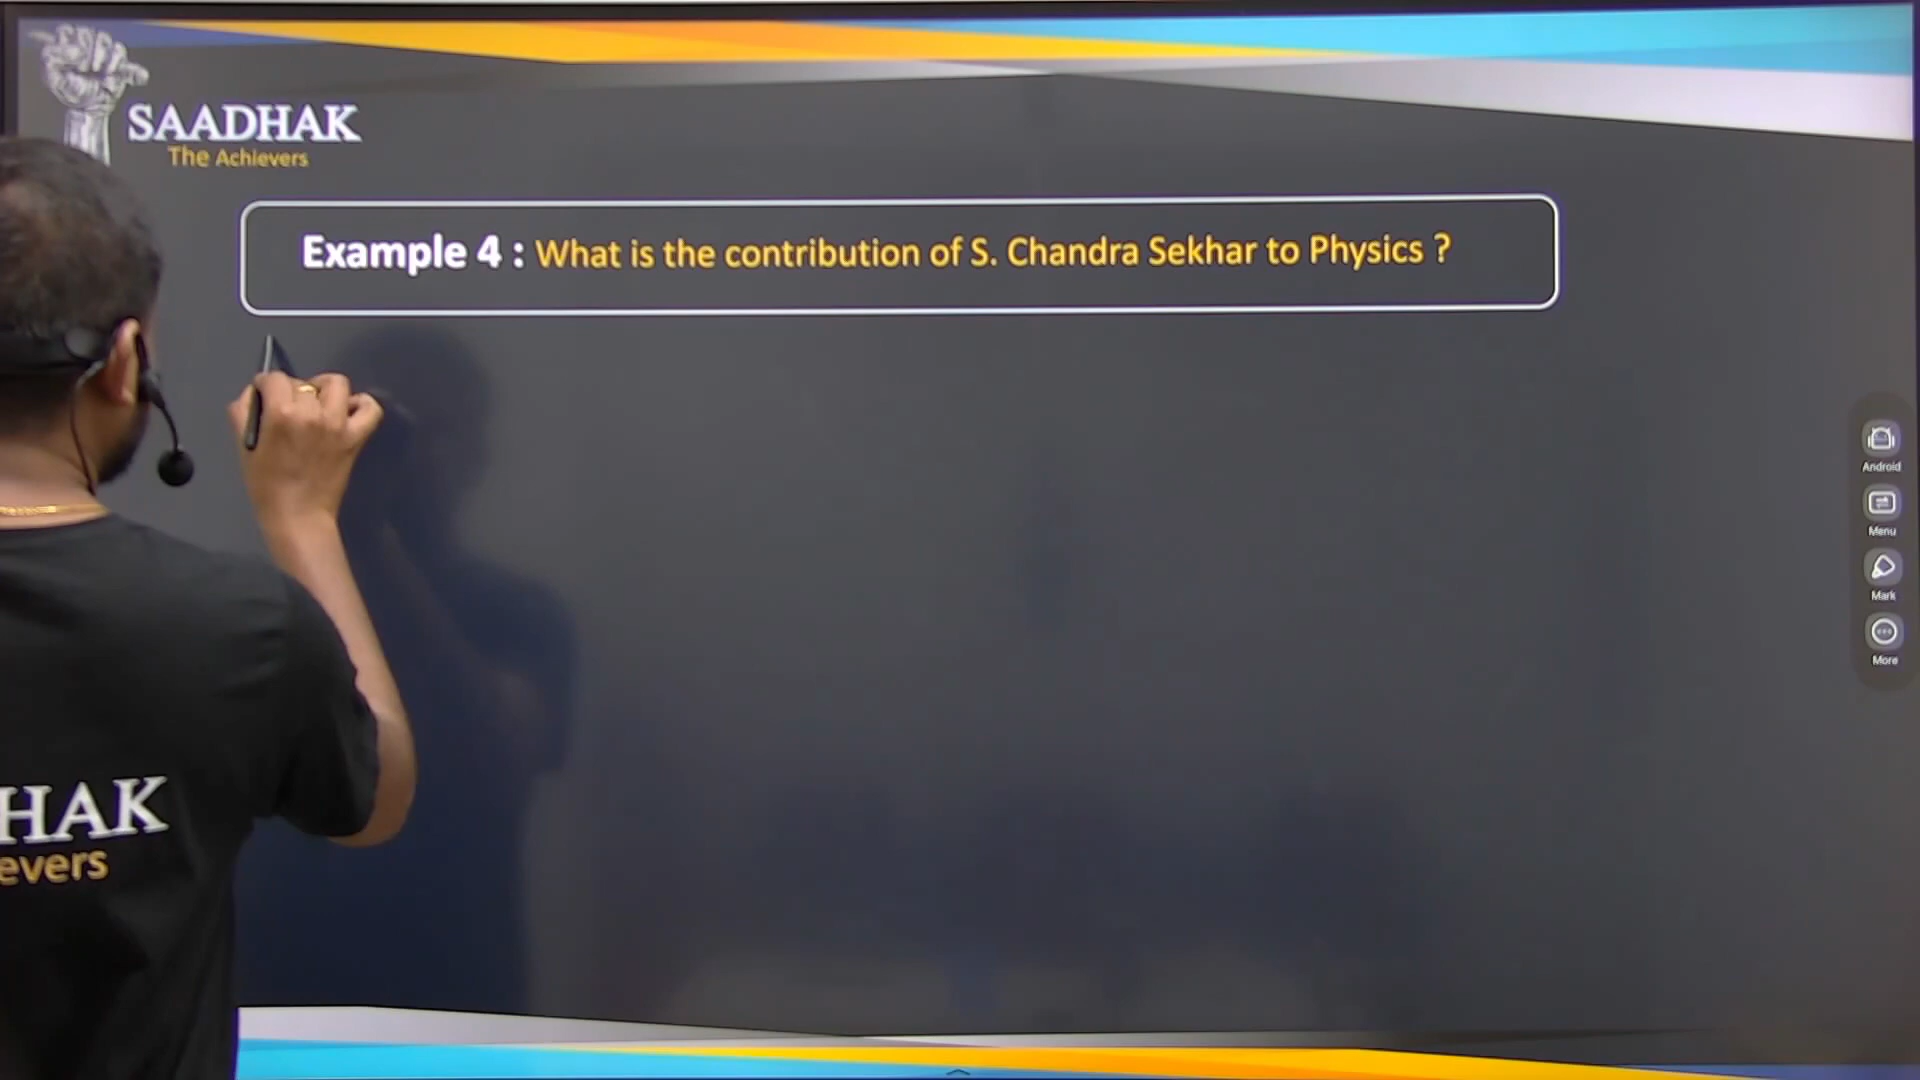 SAADHAK
The Achievers
Example 4 : What is the contribution of S. Chandra Sekhar to Physics ?
Android
Menu
Mark
More
HAK
evers